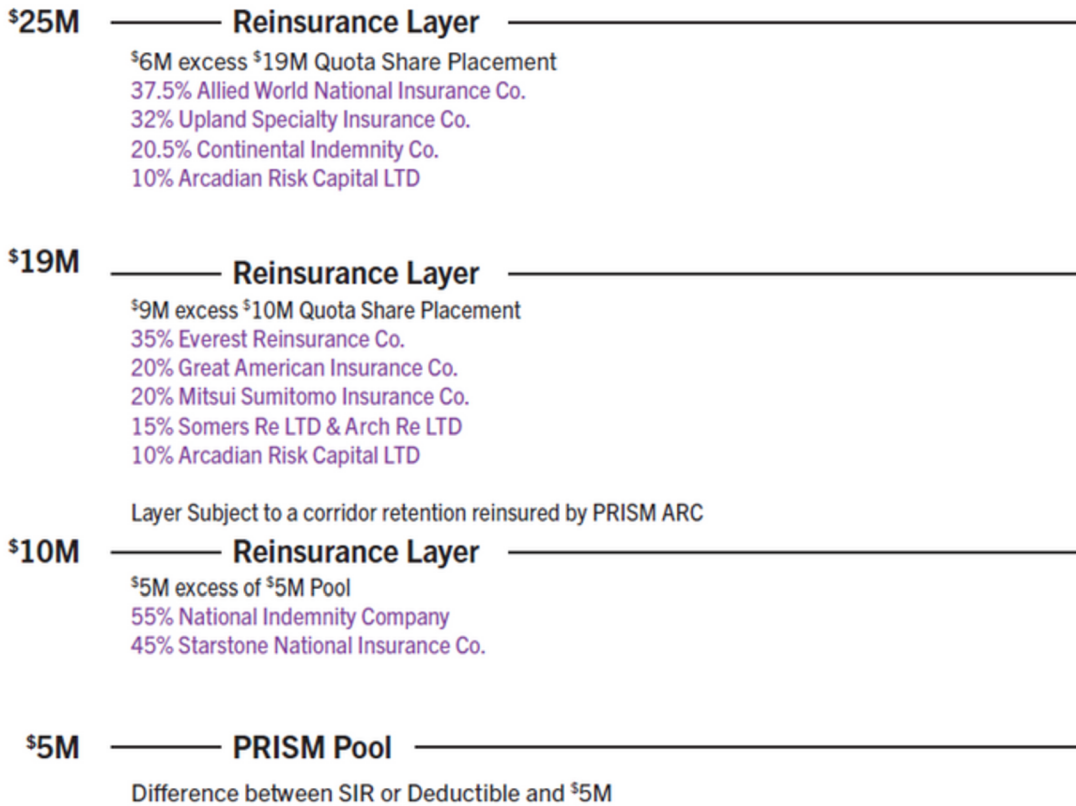 $25M Reinsurance Layer
$6M excess $19M Quota Share Placement
37.5% Allied World National Insurance Co.
32% Upland Specialty Insurance Co.
20.5% Continental Indemnity Co.
10% Arcadian Risk Capital LTD
$19M Reinsurance Layer
$9M excess $10M Quota Share Placement
35% Everest Reinsurance Co.
20% Great American Insurance Co.
20% Mitsui Sumitomo Insurance Co.
15% Somers Re LTD & Arch Re LTD
10% Arcadian Risk Capital LTD
Layer Subject to a corridor retention reinsured by PRISM ARC
$10M Reinsurance Layer
$5M excess of $5M Pool
55% National Indemnity Company
45% Starstone National Insurance Co.
$5M PRISM Pool
Difference between SIR or Deductible and $5M